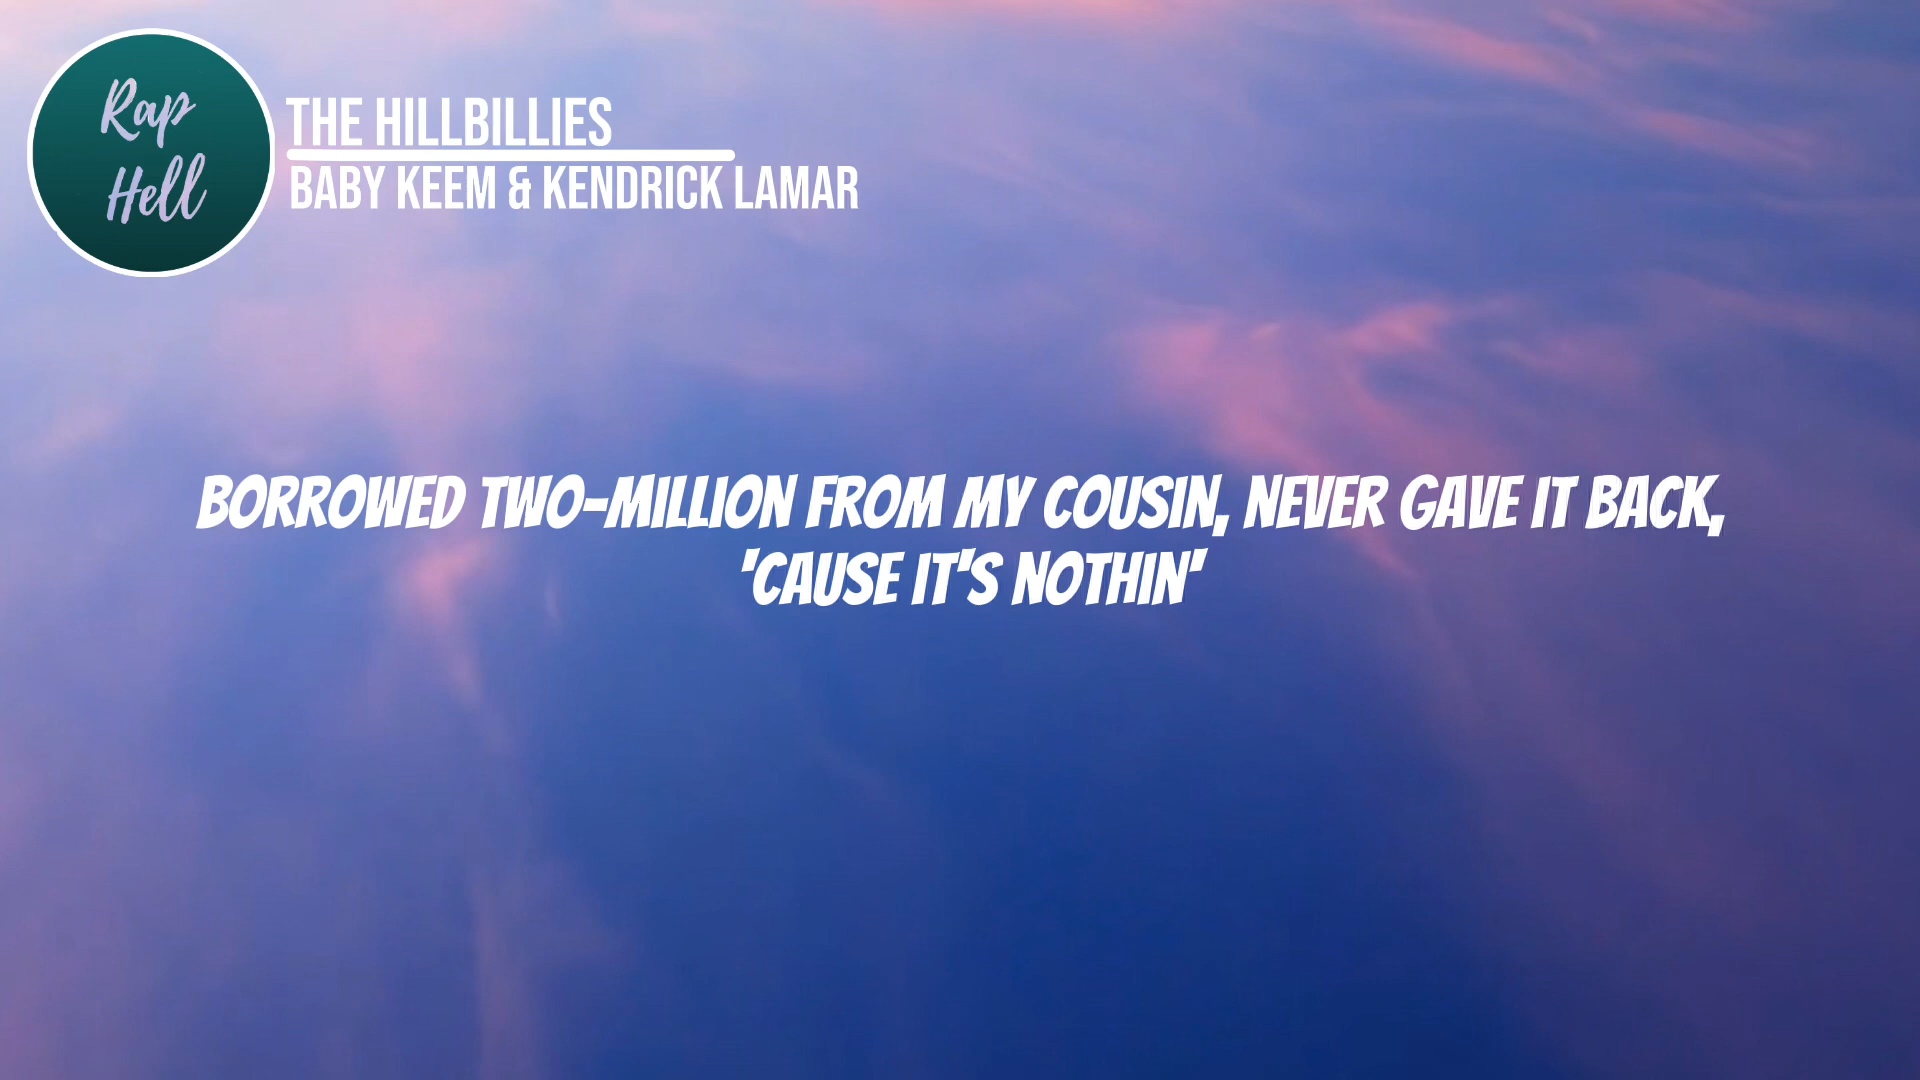 Rap
Hell
THE HILLBILLIES
BABY KEEM & KENDRICK LAMAR
BORROWED TWO-MILLION FROM MY COUSIN, NEVER GAVE IT BACK,
'CAUSE IT'S NOTHIN'